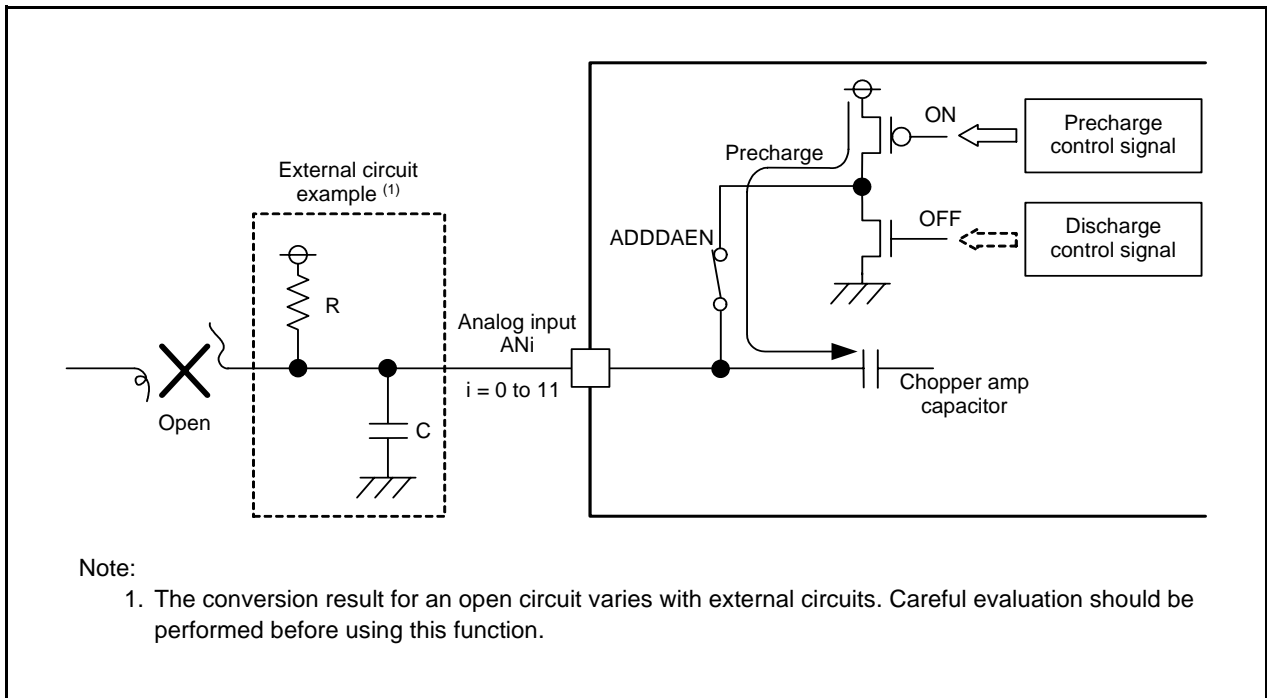 ON
Precharge
control signal
Precharge
External circuit
example (1)
OFF
Discharge
control signal
ADDDAEN
R
Analog input
ANi
i = 0 to 11
Chopper amp
capacitor
Open
C
Note:
1. The conversion result for an open circuit varies with external circuits. Careful evaluation should be
performed before using this function.